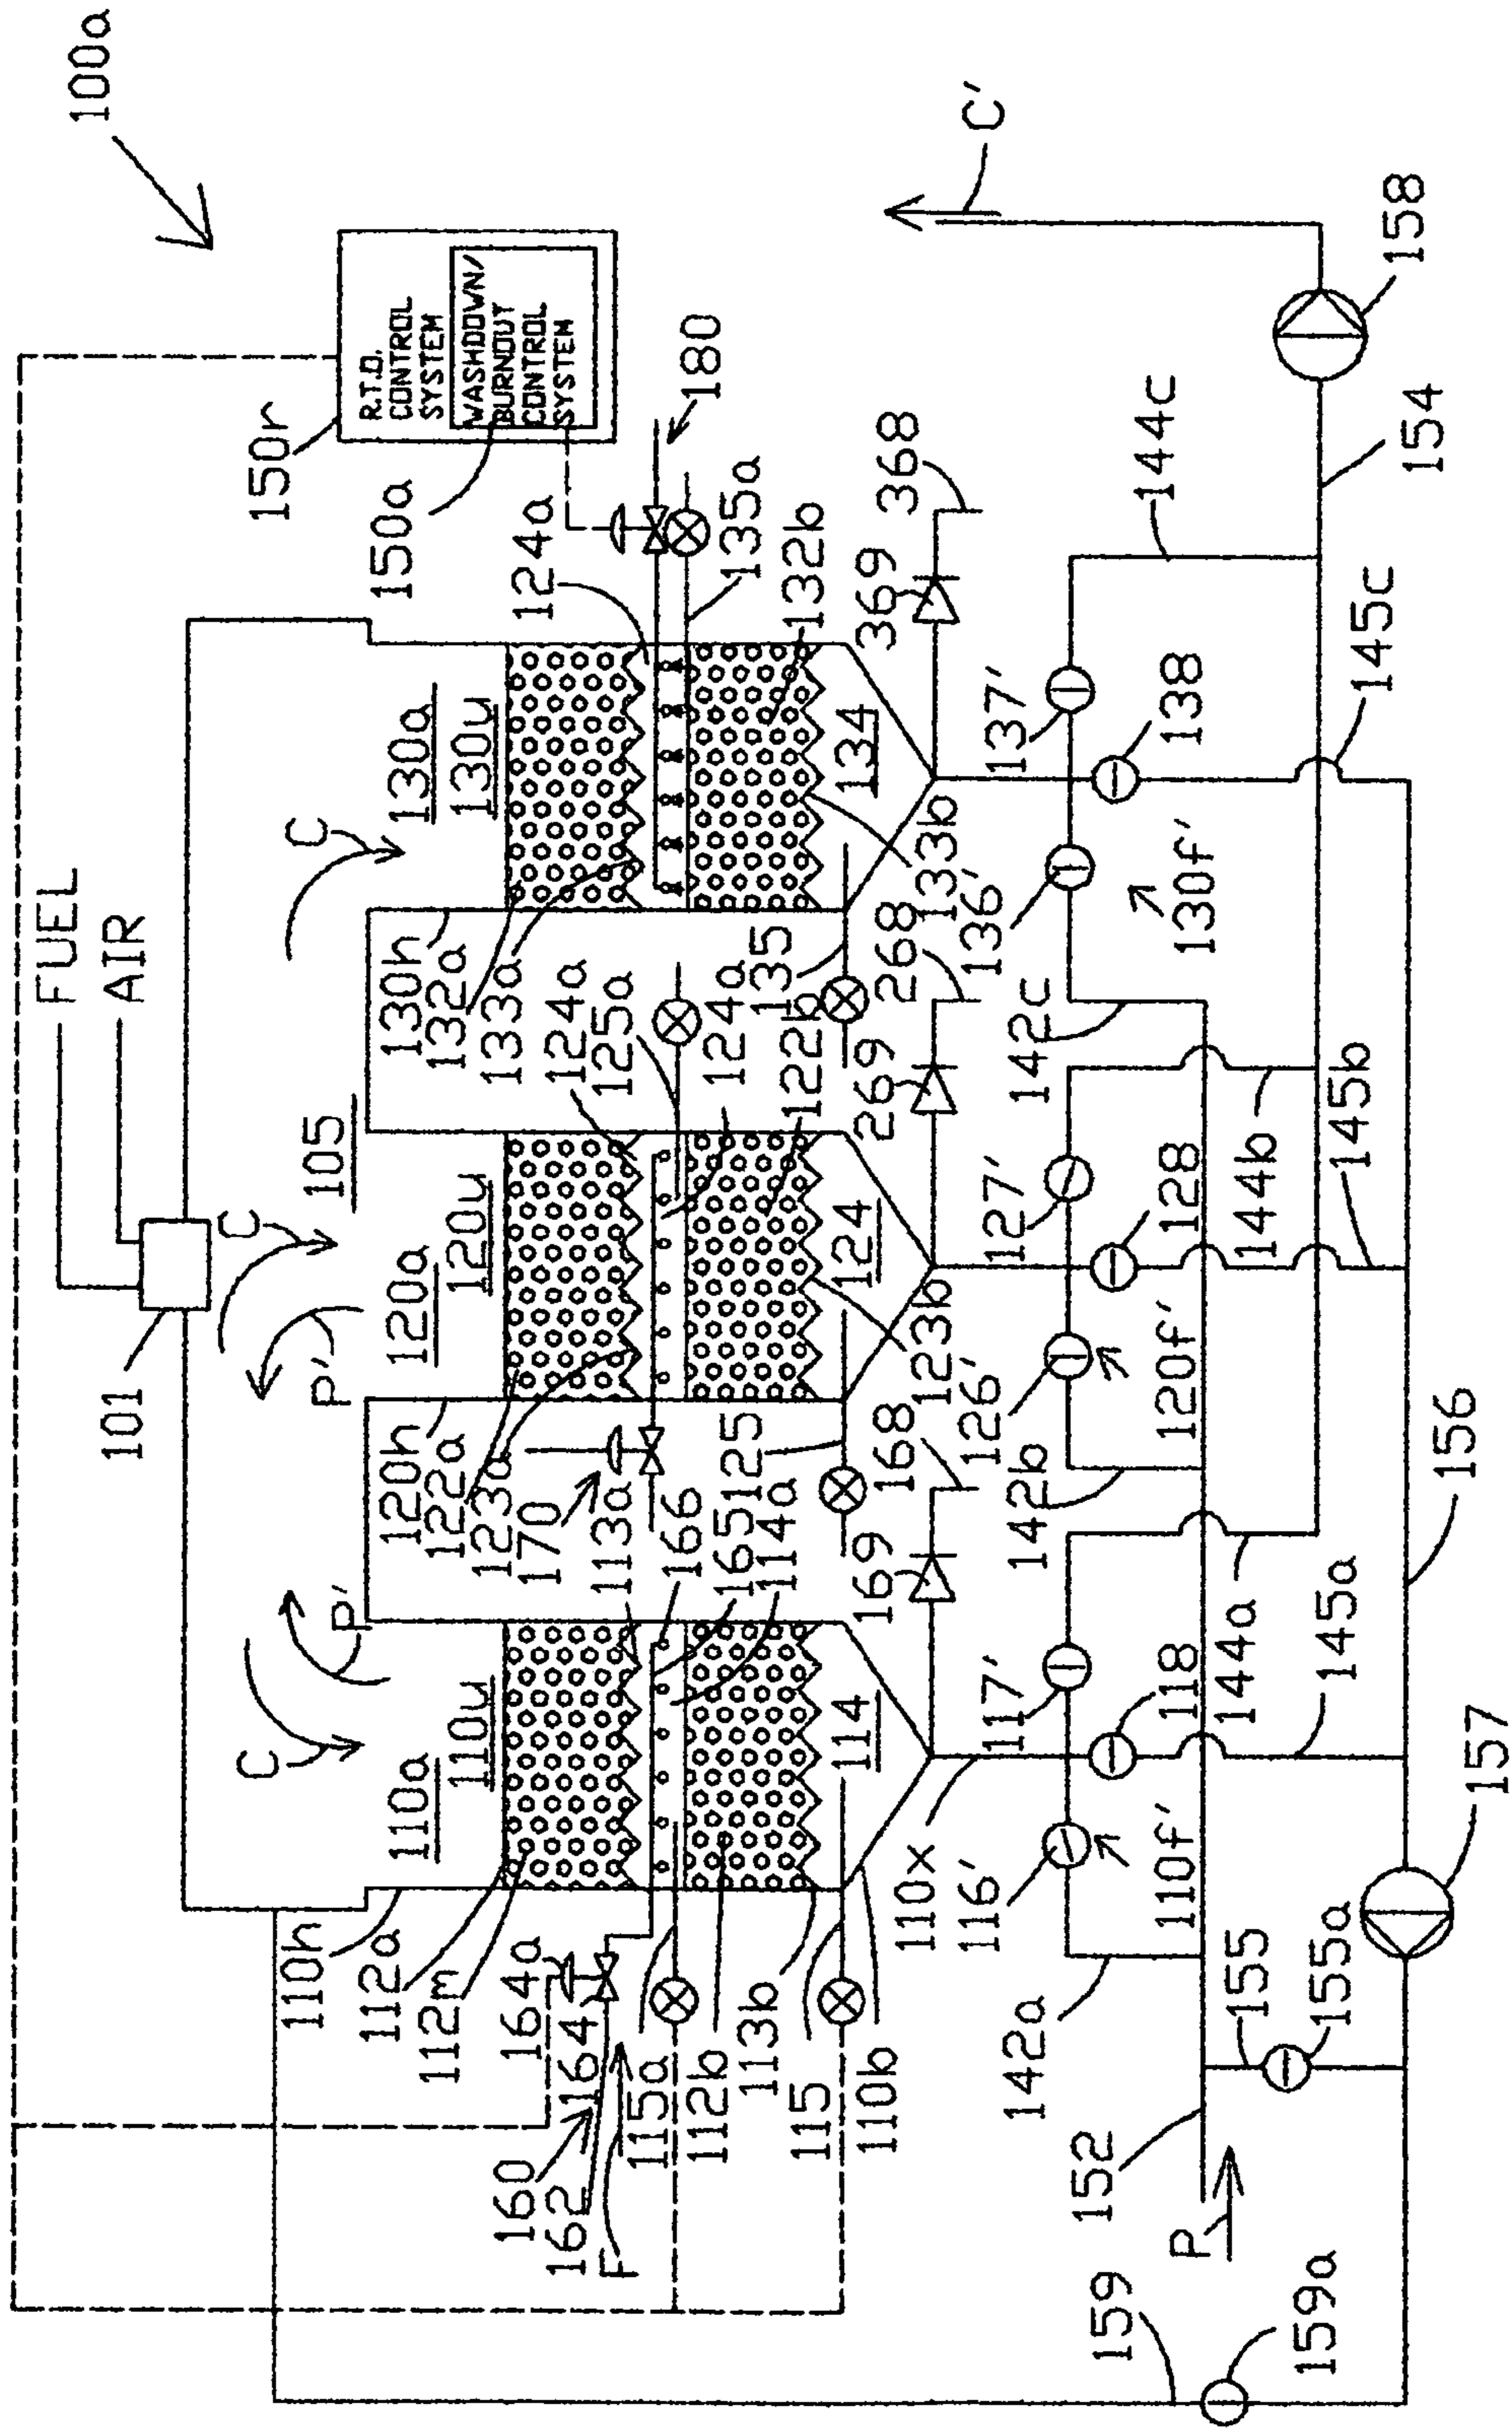 100a
FUEL
AIR
101
105
150r
R.T.O.
CONTROL
SYSTEM
WASHDOWN/
BURNOUT
CONTROL
SYSTEM
150a
180
C
P'
C
P'
C
110a
110u
120a
120u
130a
130u
110h
112a
112m
164a
164
160
162
F
115a
112b
113b
115
110b
120h
122a
123a
170
113a
166
165
114a
125
130h
132a
133a
124a
125a
124a
135
122b
124a
135a
132b
114
124
134
123b
133b
168
169
268
269
368
369
110x
116'
117'
118
110f'
126'
127'
128
120f'
136'
137'
138
130f'
142a
142b
142c
144a
144b
144c
145a
145b
145c
152
P
154
155
155a
156
157
158
C'
159
159a